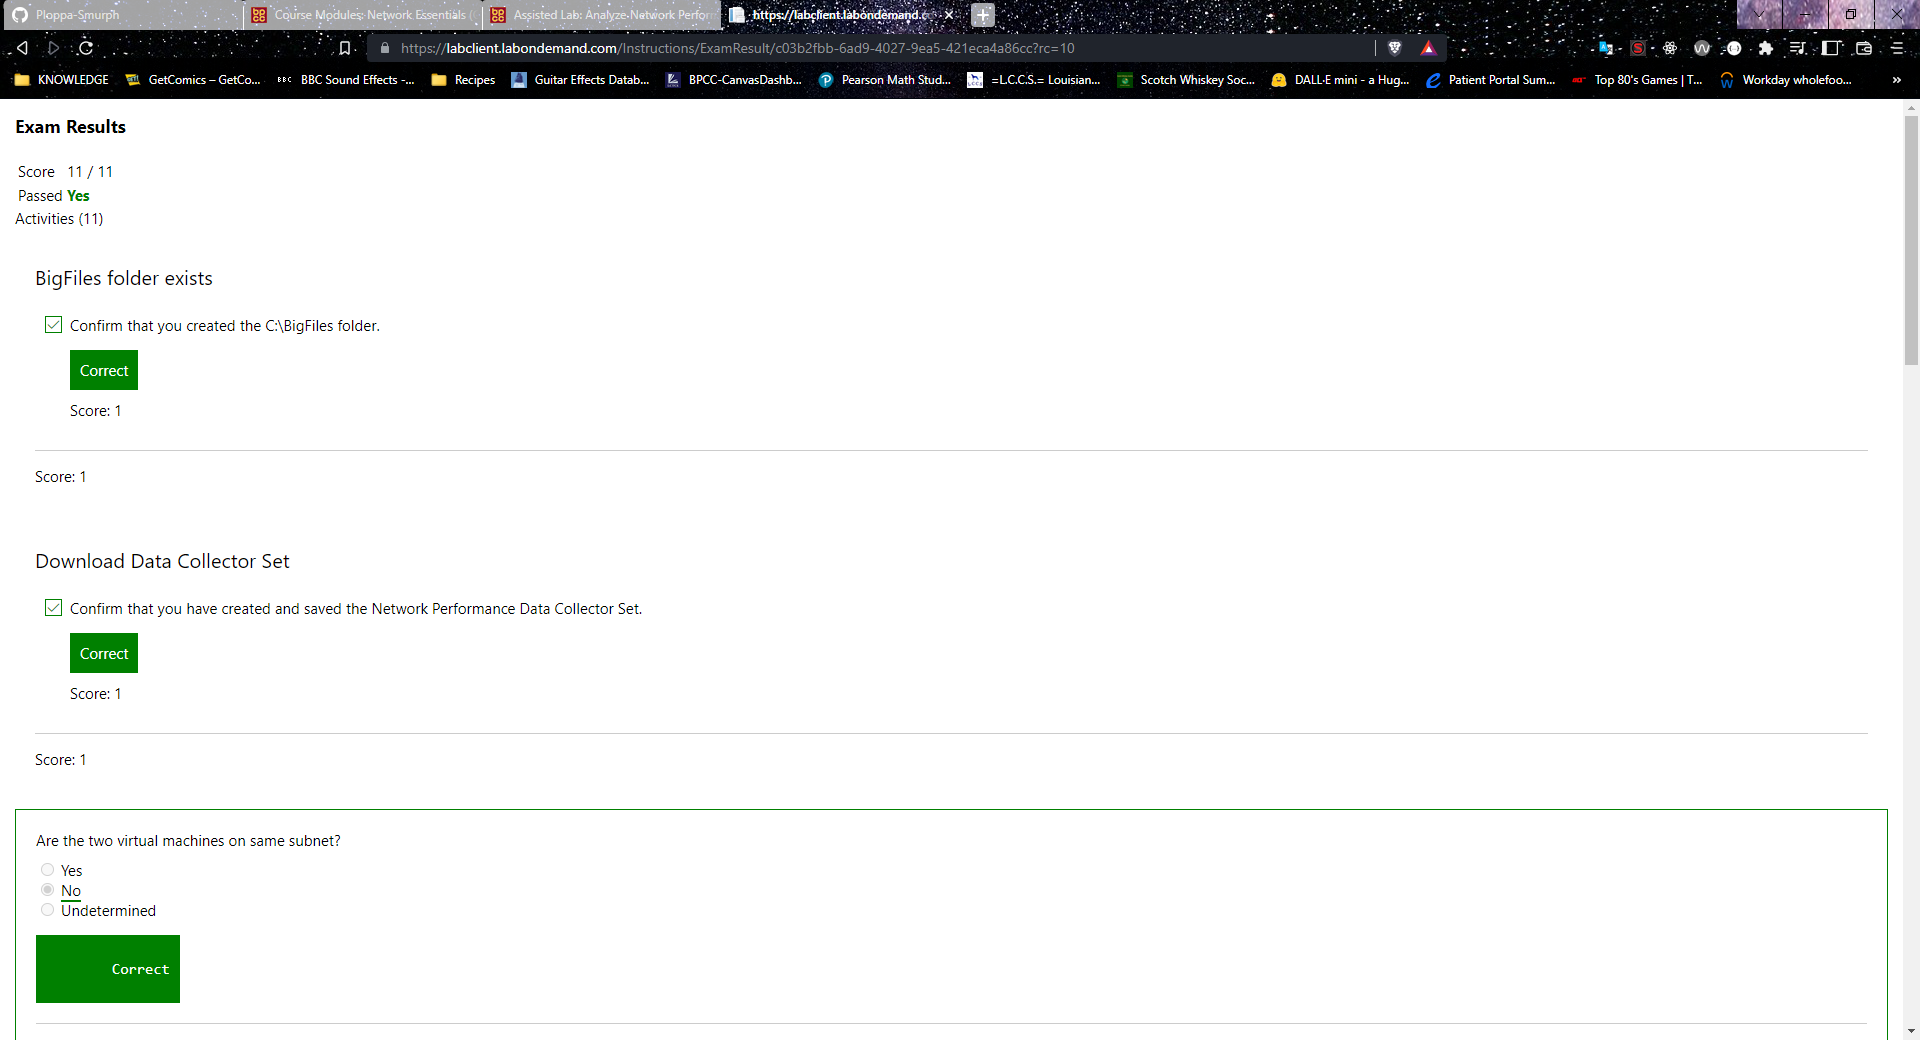 Ploppa-Smurph
Course Modules: Network Essentials
Assisted Lab: Analyze Network Perfor
https://labclient.labondemand.c
https://labclient.labondemand.com/Instructions/ExamResult/c03b2fbb-6ad9-4027-9ea5-421eca4a86cc?rc=10
KNOWLEDGE
GetComics – GetCo...
BBC Sound Effects -...
Recipes
Guitar Effects Datab...
BPCC-CanvasDashb...
Pearson Math Stud...
=L.C.C.S.= Louisian...
Scotch Whiskey Soc...
DALL·E mini - a Hug...
Patient Portal Sum...
Top 80's Games | T...
Workday wholefoo...
»
Exam Results
Score 11 / 11
Passed Yes
Activities (11)
BigFiles folder exists
Confirm that you created the C:\BigFiles folder.
Correct
Score: 1
Score: 1
Download Data Collector Set
Confirm that you have created and saved the Network Performance Data Collector Set.
Correct
Score: 1
Score: 1
Are the two virtual machines on same subnet?
Yes
No
Undetermined
Correct